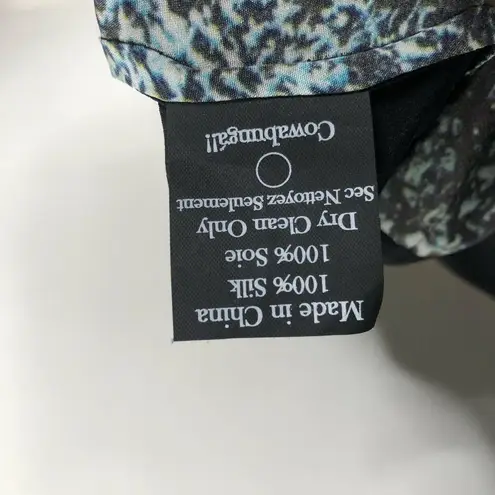 Made in China
100% Silk
100% Soie
Dry Clean Only
Sec Nettoyez Seulement
Cowabunga!!